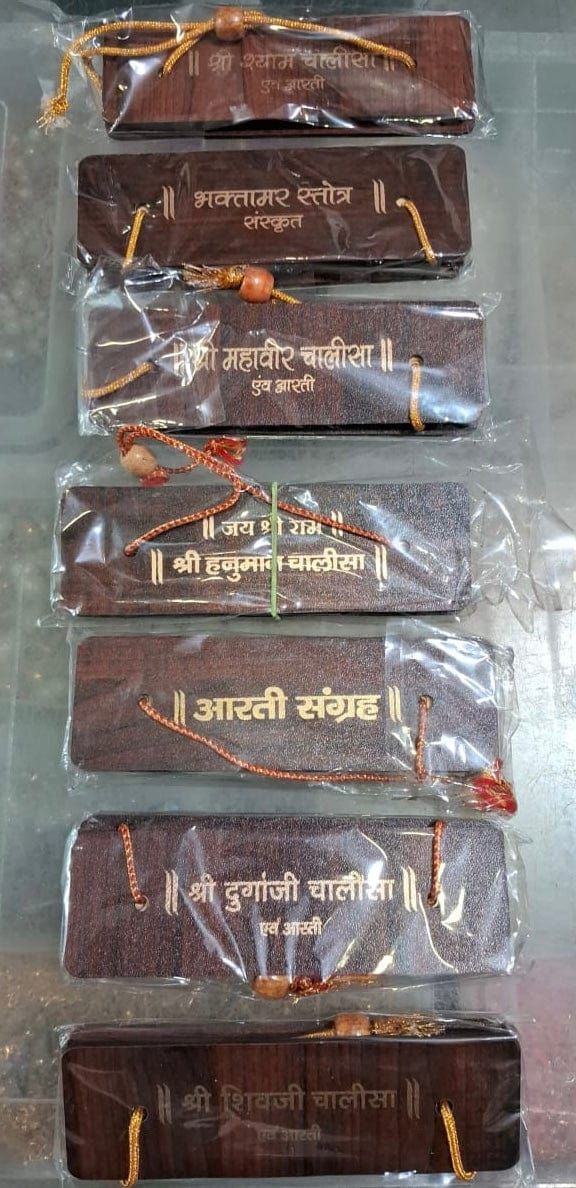 ॥ श्री श्याम चालीसा ॥
एवं आरती
॥ भक्तामर स्तोत्र ॥
संस्कृत
॥ श्री महावीर चालीसा ॥
एवं आरती
॥ जय श्री राम ॥
॥ श्री हनुमान चालीसा ॥
॥ आरती संग्रह ॥
॥ श्री दुर्गाजी चालीसा ॥
एवं आरती
॥ श्री शिवजी चालीसा ॥
एवं आरती